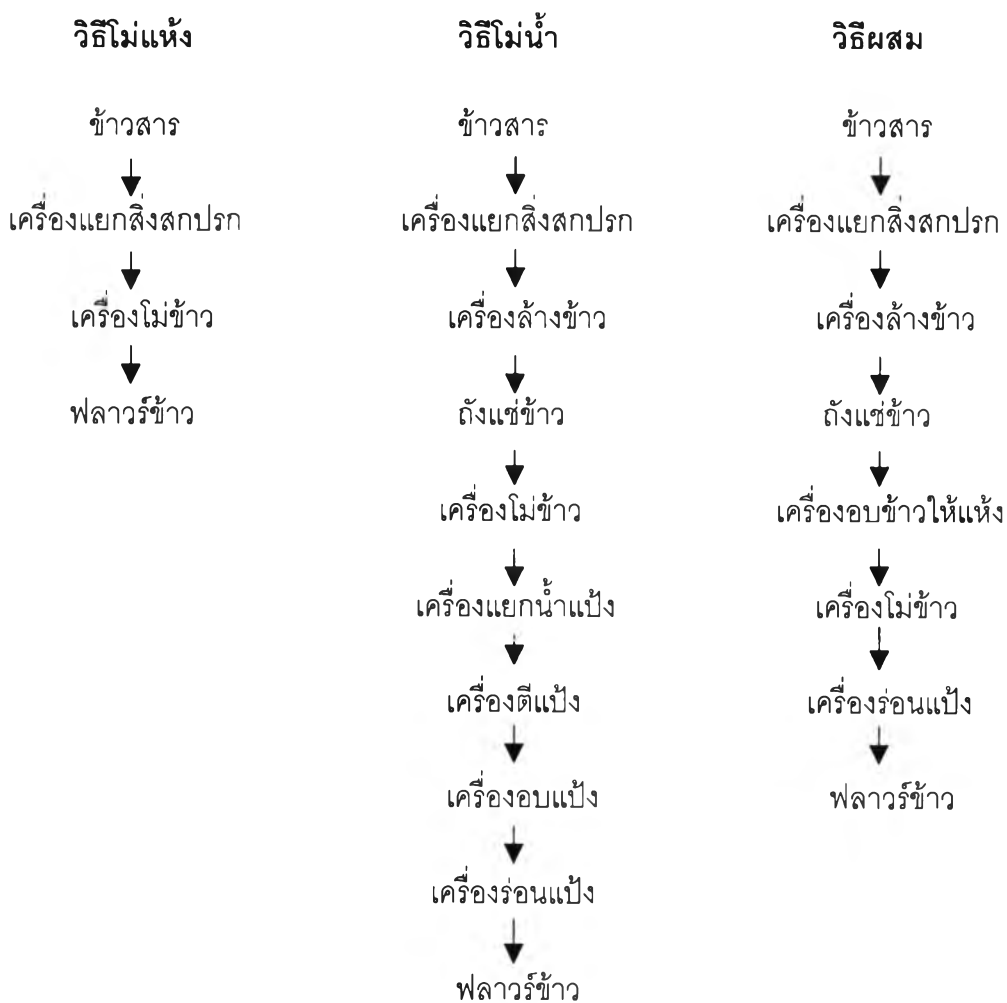 วิธีโม่แห้ง
ข้าวสาร
เครื่องแยกสิ่งสกปรก
เครื่องโม่ข้าว
ฟลาวร์ข้าว
วิธีโม่น้ำ
ข้าวสาร
เครื่องแยกสิ่งสกปรก
เครื่องล้างข้าว
ถังแช่ข้าว
เครื่องโม่ข้าว
เครื่องแยกน้ำแป้ง
เครื่องตีแป้ง
เครื่องอบแป้ง
เครื่องร่อนแป้ง
ฟลาวร์ข้าว
วิธีผสม
ข้าวสาร
เครื่องแยกสิ่งสกปรก
เครื่องล้างข้าว
ถังแช่ข้าว
เครื่องอบข้าวให้แห้ง
เครื่องโม่ข้าว
เครื่องร่อนแป้ง
ฟลาวร์ข้าว